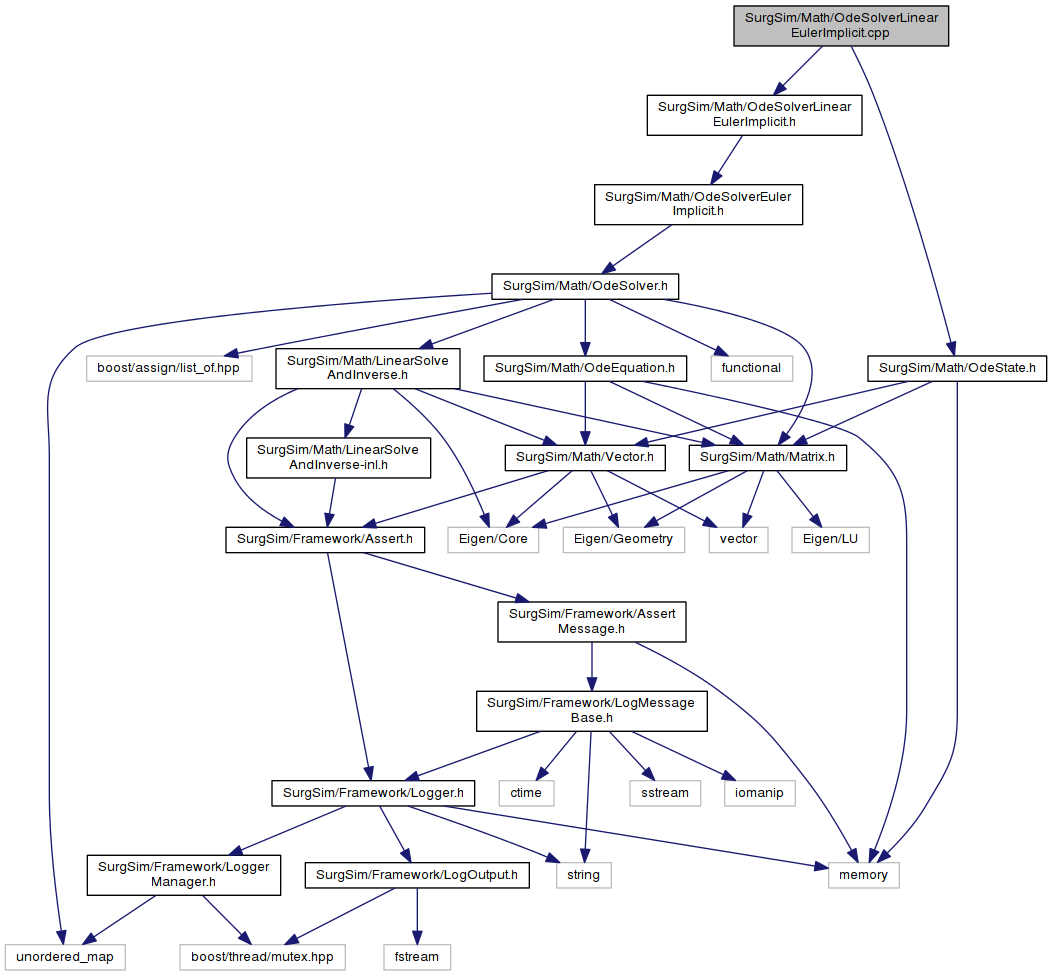 SurgSim/Math/OdeSolverLinear
EulerImplicit.cpp
SurgSim/Math/OdeSolverLinear
EulerImplicit.h
SurgSim/Math/OdeSolverEuler
Implicit.h
SurgSim/Math/OdeSolver.h
boost/assign/list_of.hpp
SurgSim/Math/LinearSolve
AndInverse.h
SurgSim/Math/OdeEquation.h
functional
SurgSim/Math/OdeState.h
SurgSim/Math/LinearSolve
AndInverse-inl.h
SurgSim/Math/Vector.h
SurgSim/Math/Matrix.h
SurgSim/Framework/Assert.h
Eigen/Core
Eigen/Geometry
vector
Eigen/LU
SurgSim/Framework/Assert
Message.h
SurgSim/Framework/LogMessage
Base.h
SurgSim/Framework/Logger.h
ctime
sstream
iomanip
SurgSim/Framework/Logger
Manager.h
SurgSim/Framework/LogOutput.h
string
memory
unordered_map
boost/thread/mutex.hpp
fstream